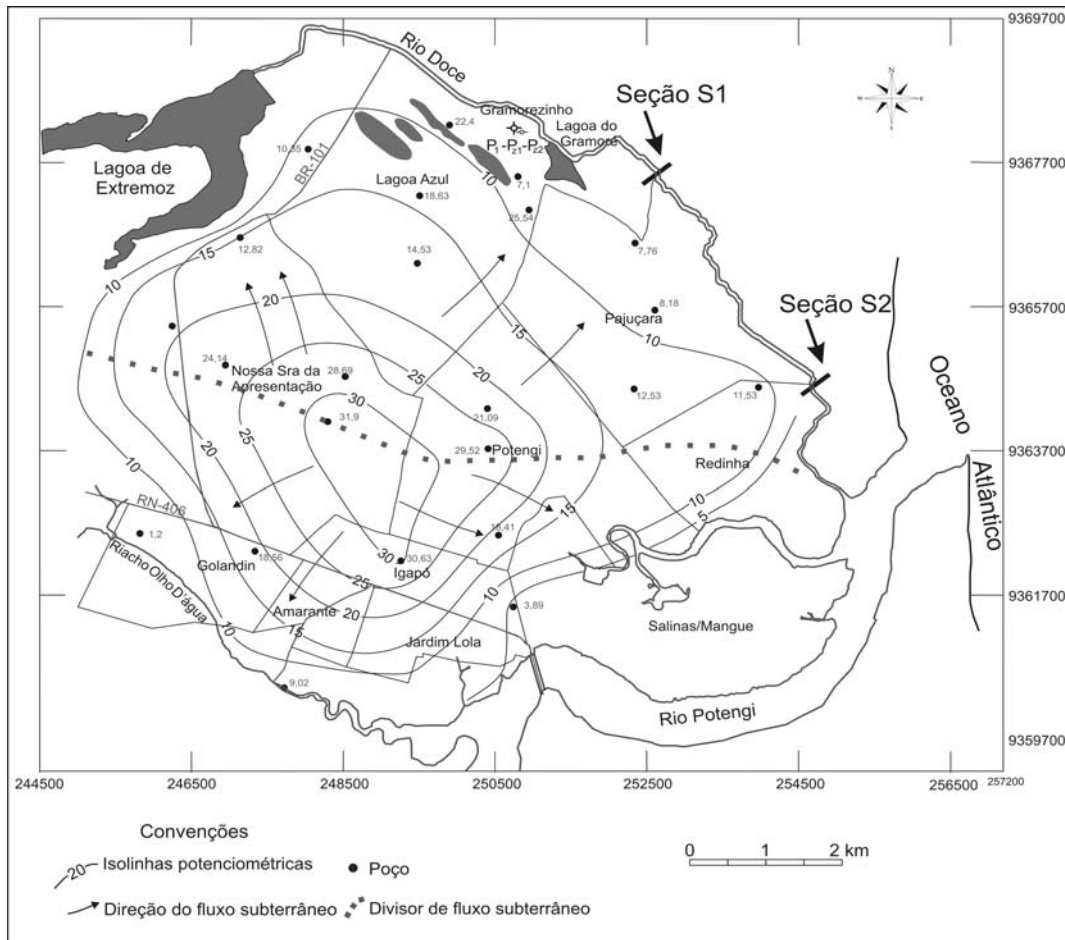 9369700
Rio Doce
Seção S1
Gramorezinho
22,4
Lagoa do
Gramoré
P1-Pz1-Pz2
10,35
BR-101
9367700
Lagoa de
Extremoz
Lagoa Azul
10
7,1
18,63
25,54
12,82
15
10
14,53
7,76
9365700
20
8,18
Pajuçara
Seção S2
15
10
24,14
Nossa Sra da
Apresentação
28,69
25
20
30
21,09
12,53
11,53
31,9
Oceano
Atlântico
25
20
10
29,52
Potengi
Redinha
9363700
10
5
RN-406
15
1,2
18,41
Riacho Olho D'água
Golandin
18,56
30
30,63
Igapó
25
9361700
Amarante
20
10
3,89
Salinas/Mangue
10
15
Jardim Lola
9,02
Rio Potengi
9359700
244500 246500 248500 250500 252500 254500 256500 257200
Convenções
20 Isolinhas potenciométricas
Poço
0 1 2 km
Direção do fluxo subterrâneo
Divisor de fluxo subterrâneo